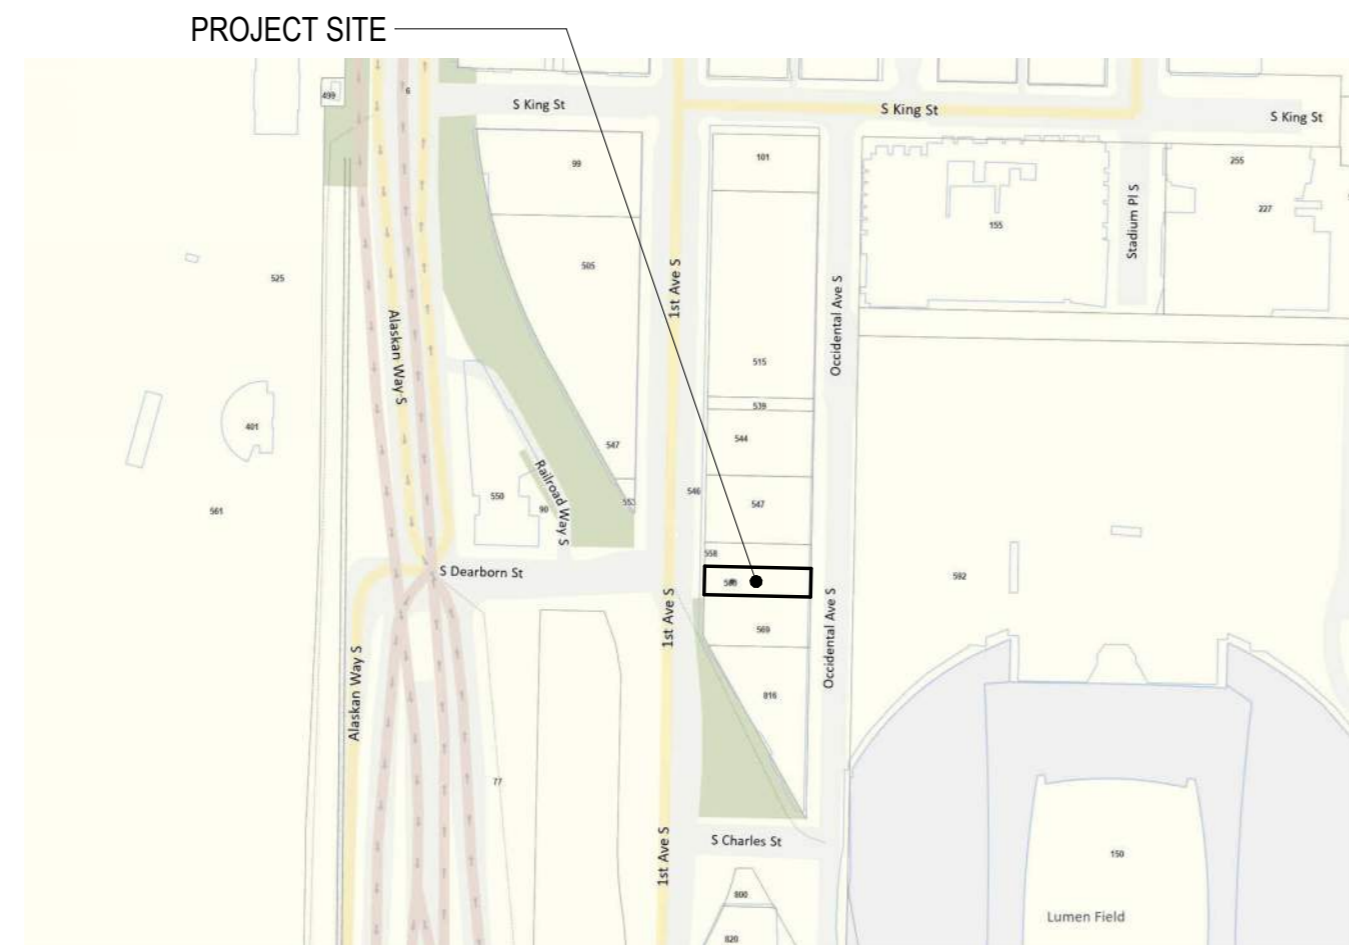 PROJECT SITE
499
6
S King St
S King St
S King St
99
101
155
255
227
Stadium Pl S
525
505
1st Ave S
Occidental Ave S
Alaskan Way S
515
539
544
401
547
547
546
553
561
550
90
Railroad Way S
558
S Dearborn St
592
1st Ave S
569
Occidental Ave S
Alaskan Way S
816
77
1st Ave S
S Charles St
150
800
Lumen Field
820